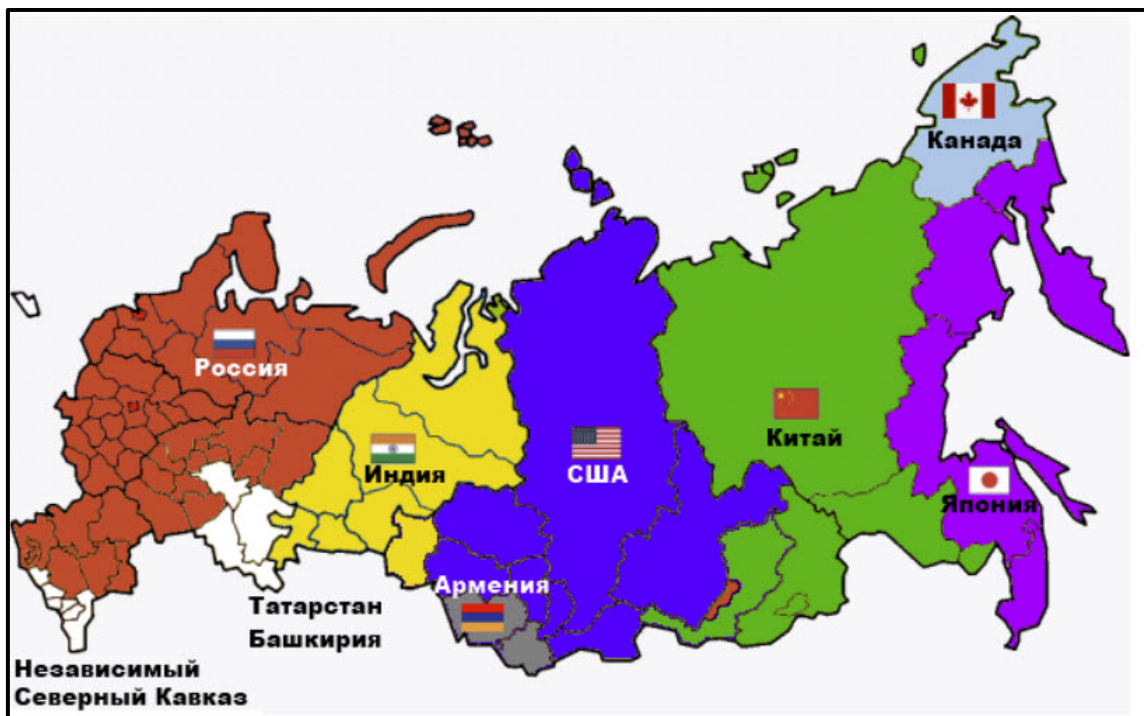 Канада
Россия
Китай
Индия
США
Япония
Армения
Татарстан
Башкирия
Независимый
Северный Кавказ